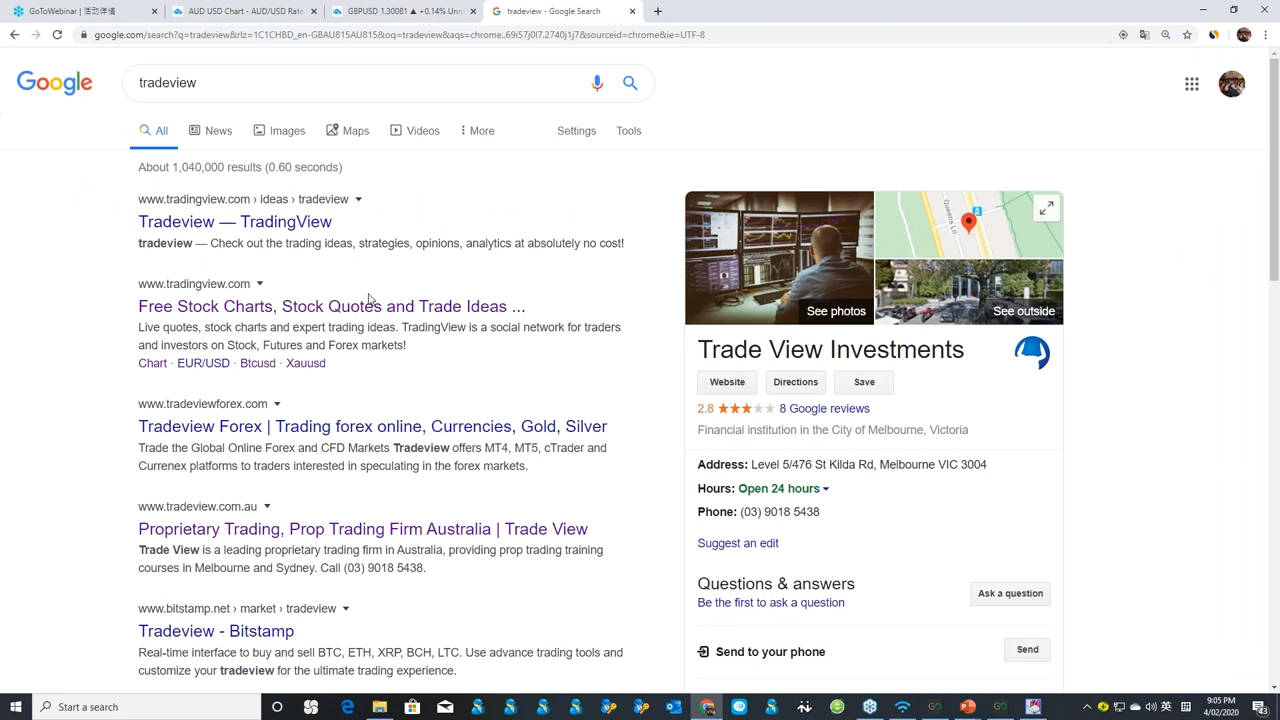 GoToWebinar | 活动详情
AUD USD Chart - AUD/USD Rate
GBPUSD 1.30081 ▲ +0.14% Unn
tradeview - Google Search
google.com/search?q=tradeview&rlz=1C1CHBD_en-GBAU815AU815&oq=tradeview&aqs=chrome..69i57j0l7.2740j1j7&sourceid=chrome&ie=UTF-8
Google
tradeview
All
News
Images
Maps
Videos
More
Settings
Tools
About 1,040,000 results (0.60 seconds)
www.tradingview.com › ideas › tradeview
Tradeview — TradingView
tradeview — Check out the trading ideas, strategies, opinions, analytics at absolutely no cost!
www.tradingview.com
Free Stock Charts, Stock Quotes and Trade Ideas ...
Live quotes, stock charts and expert trading ideas. TradingView is a social network for traders
and investors on Stock, Futures and Forex markets!
Chart · EUR/USD · Btcusd · Xauusd
www.tradeviewforex.com
Tradeview Forex | Trading forex online, Currencies, Gold, Silver
Trade the Global Online Forex and CFD Markets Tradeview offers MT4, MT5, cTrader and
Currenex platforms to traders interested in speculating in the forex markets.
www.tradeview.com.au
Proprietary Trading, Prop Trading Firm Australia | Trade View
Trade View is a leading proprietary trading firm in Australia, providing prop trading training
courses in Melbourne and Sydney. Call (03) 9018 5438.
www.bitstamp.net › market › tradeview
Tradeview - Bitstamp
Real-time interface to buy and sell BTC, ETH, XRP, BCH, LTC. Use advance trading tools and
customize your tradeview for the ultimate trading experience.
Queens Ln
See photos
See outside
Trade View Investments
Website
Directions
Save
2.8 ★★★★★ 8 Google reviews
Financial institution in the City of Melbourne, Victoria
Address: Level 5/476 St Kilda Rd, Melbourne VIC 3004
Hours: Open 24 hours
Phone: (03) 9018 5438
Suggest an edit
Questions & answers
Be the first to ask a question
Ask a question
Send to your phone
Send
Start a search
英
9:05 PM
4/02/2020